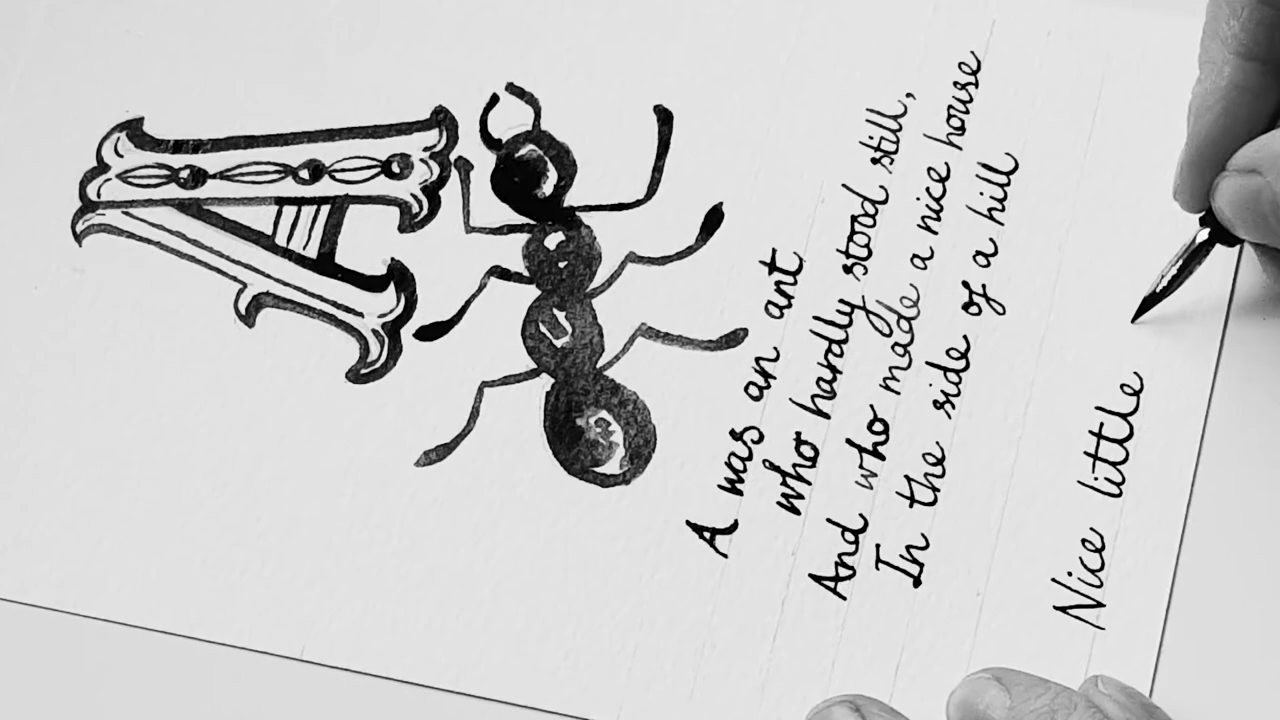 A
A was an ant
who hardly stood still,
And who made a nice house
In the side of a hill
Nice little